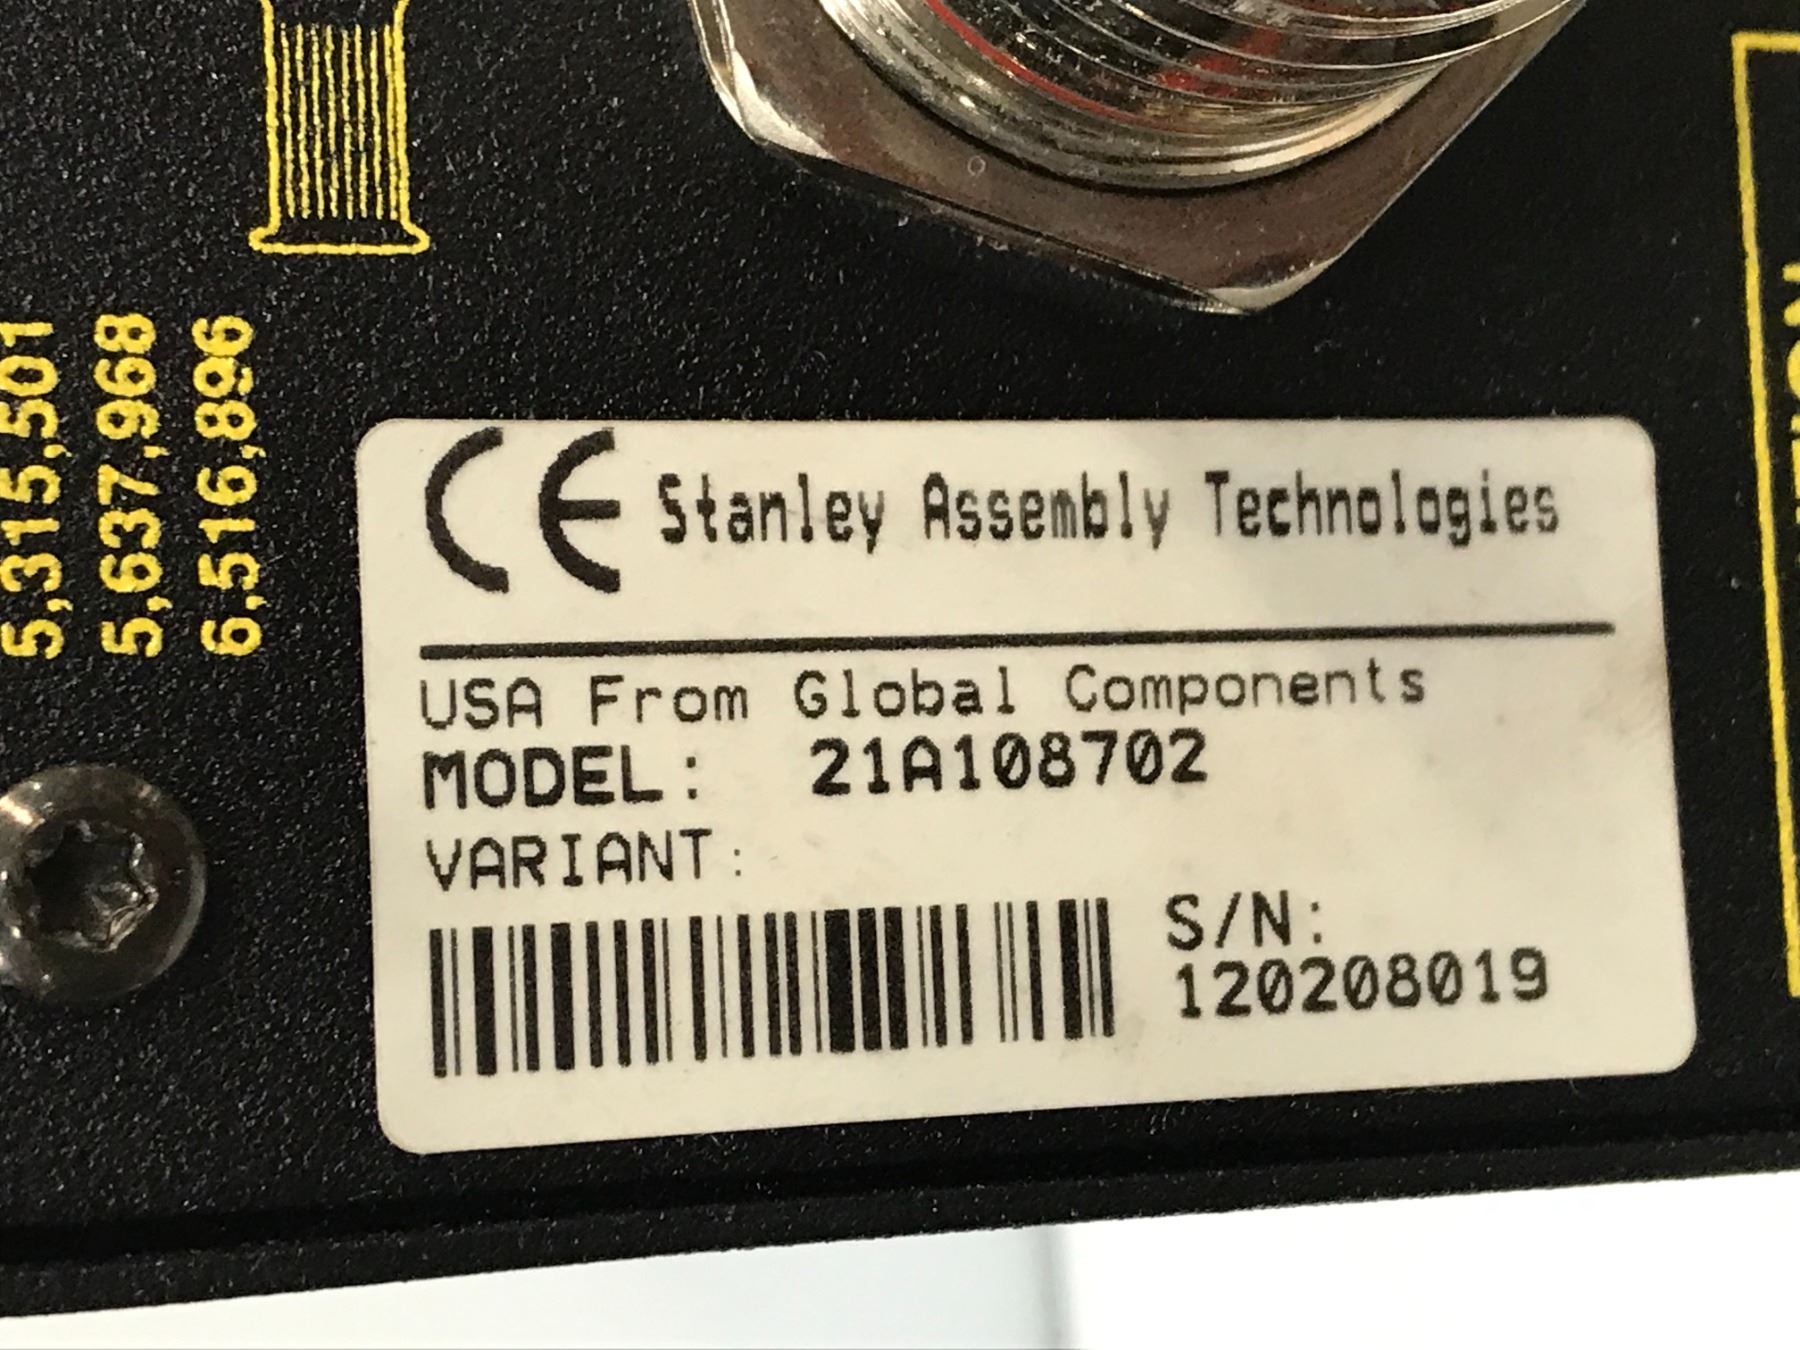 5,315,501
5,637,968
6,516,896
CE Stanley Assembly Technologies
USA From Global Components
MODEL: 21A108702
VARIANT:
S/N:
120208019